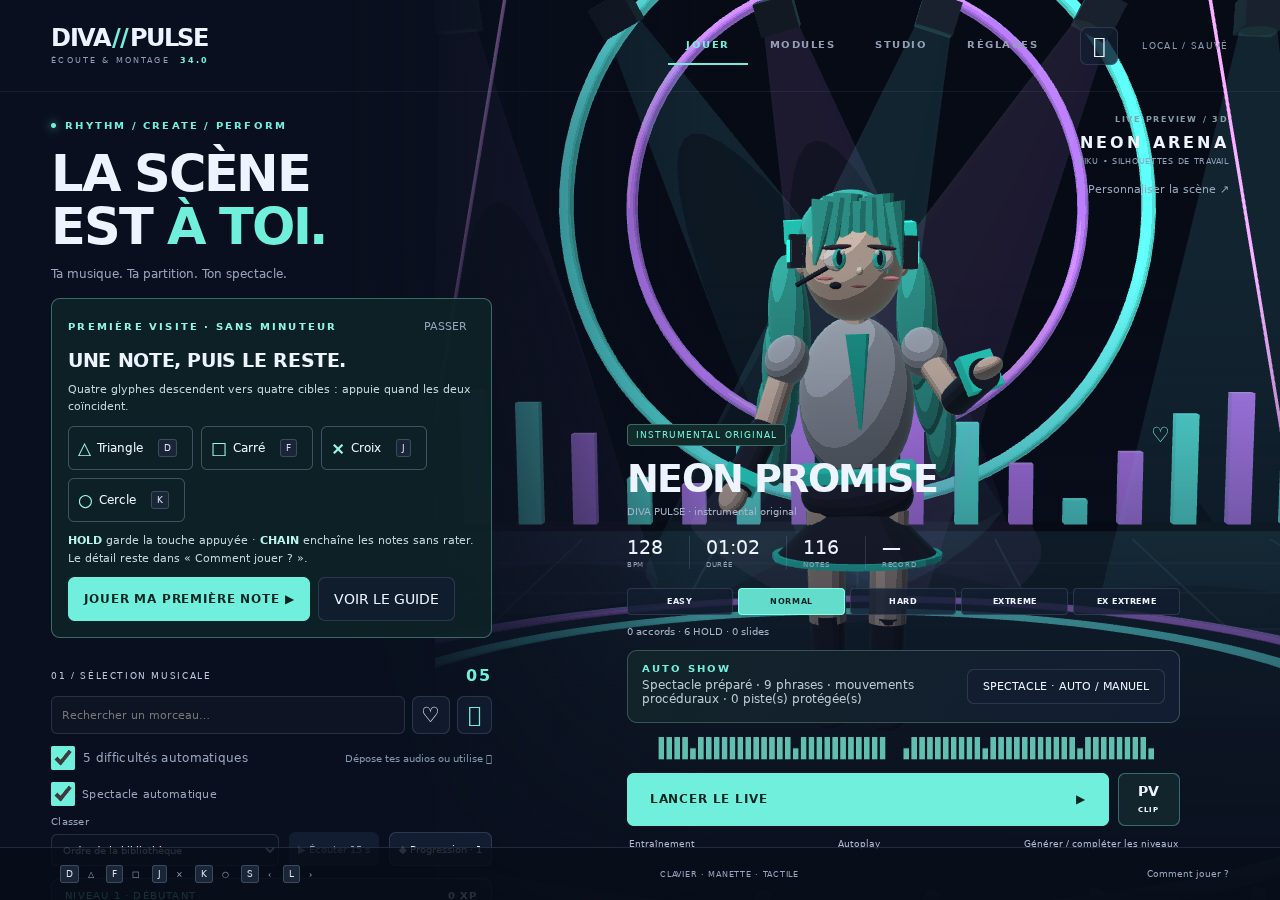 DIVA//PULSE
ÉCOUTE & MONTAGE 34.0
JOUER
MODULES
STUDIO
RÉGLAGES
LOCAL / SAUVÉ
RHYTHM / CREATE / PERFORM
LA SCÈNE
EST À TOI.
Ta musique. Ta partition. Ton spectacle.
LIVE PREVIEW / 3D
NEON ARENA
SILHOUETTES DE TRAVAIL
Personnaliser la scène ↗
PREMIÈRE VISITE · SANS MINUTEUR
PASSER
UNE NOTE, PUIS LE RESTE.
Quatre glyphes descendent vers quatre cibles : appuie quand les deux
coïncident.
△ Triangle D
□ Carré F
× Croix J
○ Cercle K
HOLD garde la touche appuyée · CHAIN enchaîne les notes sans rater.
Le détail reste dans « Comment jouer ? ».
JOUER MA PREMIÈRE NOTE ▶
VOIR LE GUIDE
01 / SÉLECTION MUSICALE
05
Rechercher un morceau...
♡
5 difficultés automatiques
Dépose tes audios ou utilise
Spectacle automatique
Classer
Ordre de la bibliothèque
▶ Écouter 15 s
◆ Progression · 1
NIVEAU 1 · DÉBUTANT
0 XP
INSTRUMENTAL ORIGINAL
♡
NEON PROMISE
DIVA PULSE · instrumental original
128
BPM
01:02
DURÉE
116
NOTES
—
RECORD
EASY
NORMAL
HARD
EXTREME
EX EXTREME
0 accords · 6 HOLD · 0 slides
AUTO SHOW
Spectacle préparé · 9 phrases · mouvements
procéduraux · 0 piste(s) protégée(s)
SPECTACLE · AUTO / MANUEL
LANCER LE LIVE ▶
PV
CLIP
Entraînement
Autoplay
Générer / compléter les niveaux
D △ F □ J × K ○ S ‹ L ›
CLAVIER · MANETTE · TACTILE
Comment jouer ?